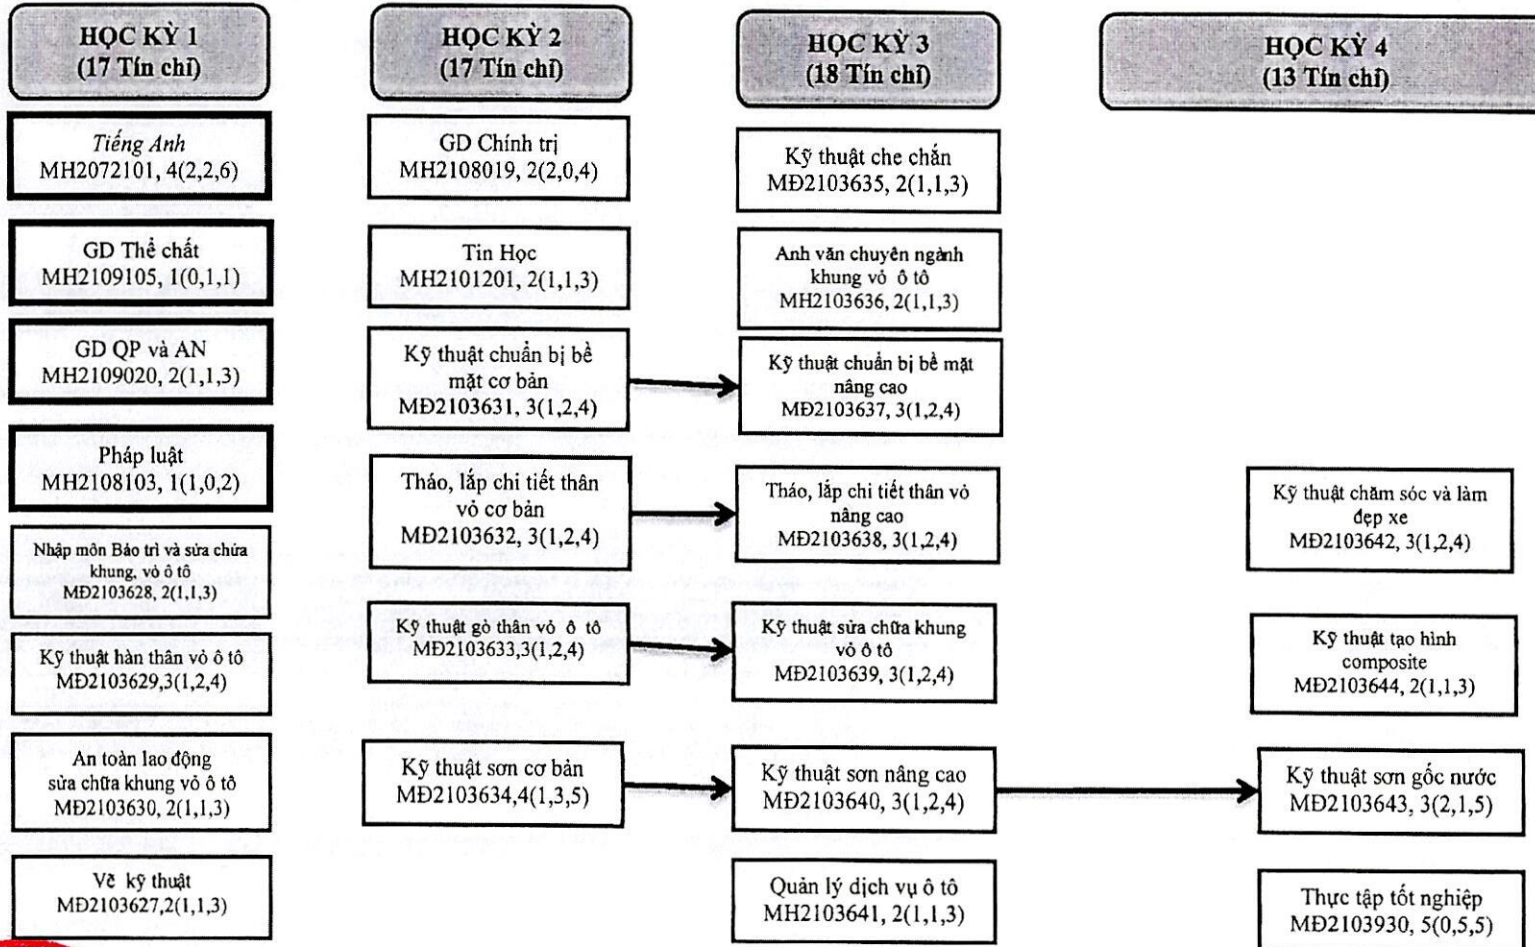 HỌC KỲ 1
(17 Tín chỉ)
Tiếng Anh
MH2072101, 4(2,2,6)
GD Thể chất
MH2109105, 1(0,1,1)
GD QP và AN
MH2109020, 2(1,1,3)
Pháp luật
MH2108103, 1(1,0,2)
Nhập môn Bảo trì và sửa chửa
khung, vỏ ô tô
MĐ2103628, 2(1,1,3)
Kỹ thuật hàn thân vỏ ô tô
MĐ2103629,3(1,2,4)
An toàn lao động
sửa chữa khung vỏ ô tô
MĐ2103630, 2(1,1,3)
Vẽ kỹ thuật
MĐ2103627,2(1,1,3)
HỌC KỲ 2
(17 Tín chỉ)
GD Chính trị
MH2108019, 2(2,0,4)
Tin Học
MH2101201, 2(1,1,3)
Kỹ thuật chuẩn bị bề
mặt cơ bản
MĐ2103631, 3(1,2,4)
Tháo, lắp chi tiết thân
vỏ cơ bản
MĐ2103632, 3(1,2,4)
Kỹ thuật gò thân vỏ ô tô
MĐ2103633,3(1,2,4)
Kỹ thuật sơn cơ bản
MĐ2103634,4(1,3,5)
HỌC KỲ 3
(18 Tín chỉ)
Kỹ thuật che chắn
MĐ2103635, 2(1,1,3)
Anh văn chuyên ngành
khung vỏ ô tô
MH2103636, 2(1,1,3)
Kỹ thuật chuẩn bị bề mặt
nâng cao
MĐ2103637, 3(1,2,4)
Tháo, lắp chi tiết thân vỏ
nâng cao
MĐ2103638, 3(1,2,4)
Kỹ thuật sửa chữa khung
vỏ ô tô
MĐ2103639, 3(1,2,4)
Kỹ thuật sơn nâng cao
MĐ2103640, 3(1,2,4)
Quản lý dịch vụ ô tô
MH2103641, 2(1,1,3)
HỌC KỲ 4
(13 Tín chỉ)
Kỹ thuật chăm sóc và làm
đẹp xe
MĐ2103642, 3(1,2,4)
Kỹ thuật tạo hình
composite
MĐ2103644, 2(1,1,3)
Kỹ thuật sơn gốc nước
MĐ2103643, 3(2,1,5)
Thực tập tốt nghiệp
MĐ2103930, 5(0,5,5)